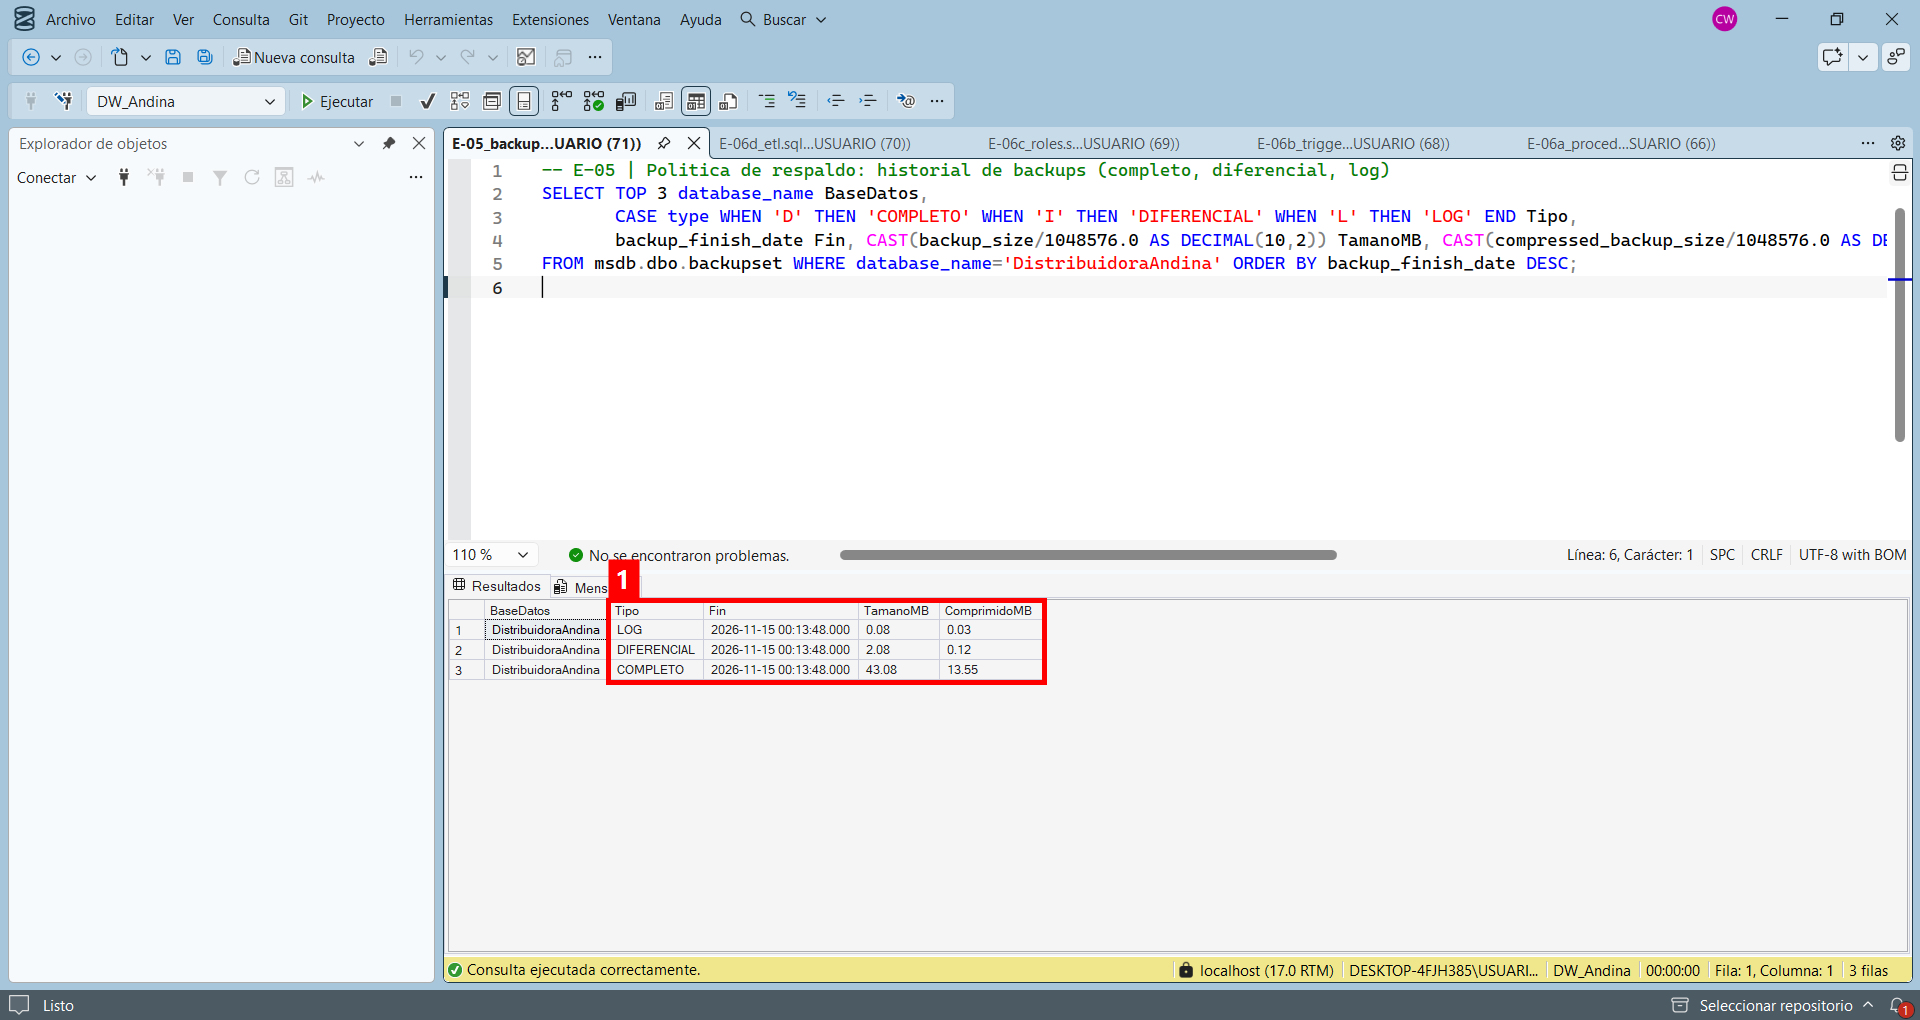 Archivo Editar Ver Consulta Git Proyecto Herramientas Extensiones Ventana Ayuda Buscar CW
Nueva consulta
DW_Andina Ejecutar
Explorador de objetos
Conectar
E-05_backup...UARIO (71)) E-06d_etl.sql...USUARIO (70)) E-06c_roles.s...USUARIO (69)) E-06b_trigge...USUARIO (68)) E-06a_proced...SUARIO (66))
1 -- E-05 | Politica de respaldo: historial de backups (completo, diferencial, log)
2 SELECT TOP 3 database_name BaseDatos,
3 CASE type WHEN 'D' THEN 'COMPLETO' WHEN 'I' THEN 'DIFERENCIAL' WHEN 'L' THEN 'LOG' END Tipo,
4 backup_finish_date Fin, CAST(backup_size/1048576.0 AS DECIMAL(10,2)) TamanoMB, CAST(compressed_backup_size/1048576.0 AS DE
5 FROM msdb.dbo.backupset WHERE database_name='DistribuidoraAndina' ORDER BY backup_finish_date DESC;
6
110 % No se encontraron problemas. Línea: 6, Carácter: 1 SPC CRLF UTF-8 with BOM
Resultados Mens 1
BaseDatos Tipo Fin TamanoMB ComprimidoMB
1 DistribuidoraAndina LOG 2026-11-15 00:13:48.000 0.08 0.03
2 DistribuidoraAndina DIFERENCIAL 2026-11-15 00:13:48.000 2.08 0.12
3 DistribuidoraAndina COMPLETO 2026-11-15 00:13:48.000 43.08 13.55
Consulta ejecutada correctamente. localhost (17.0 RTM) DESKTOP-4FJH385\USUARI... DW_Andina 00:00:00 Fila: 1, Columna: 1 3 filas
Listo Seleccionar repositorio 1